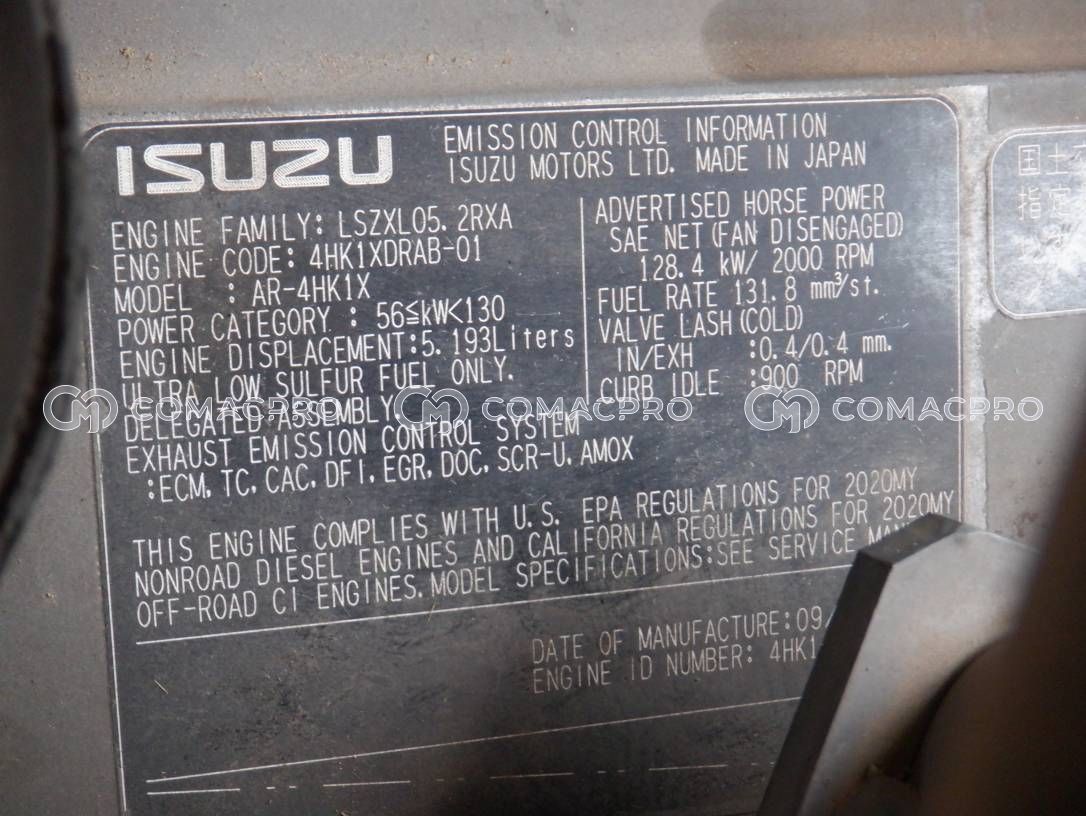 ISUZU
EMISSION CONTROL INFORMATION
ISUZU MOTORS LTD. MADE IN JAPAN
ENGINE FAMILY: LSZXL05.2RXA
ENGINE CODE: 4HK1XDRAB-01
MODEL : AR-4HK1X
POWER CATEGORY : 56≦kW<130
ENGINE DISPLACEMENT:5.193Liters
ULTRA LOW SULFUR FUEL ONLY.
DELEGATED ASSEMBLY.
EXHAUST EMISSION CONTROL SYSTEM
:ECM, TC, CAC, DFI, EGR, DOC, SCR-U, AMOX
ADVERTISED HORSE POWER
SAE NET(FAN DISENGAGED)
128.4 kW/ 2000 RPM
FUEL RATE 131.8 mm³/st.
VALVE LASH(COLD)
IN/EXH :0.4/0.4 mm.
CURB IDLE :900 RPM
THIS ENGINE COMPLIES WITH U.S. EPA REGULATIONS FOR 2020MY
NONROAD DIESEL ENGINES AND CALIFORNIA REGULATIONS FOR 2020MY
OFF-ROAD CI ENGINES. MODEL SPECIFICATIONS:SEE SERVICE
DATE OF MANUFACTURE:09
ENGINE ID NUMBER: 4HK1
国土
指定
COMACPRO COMACPRO COMACPRO